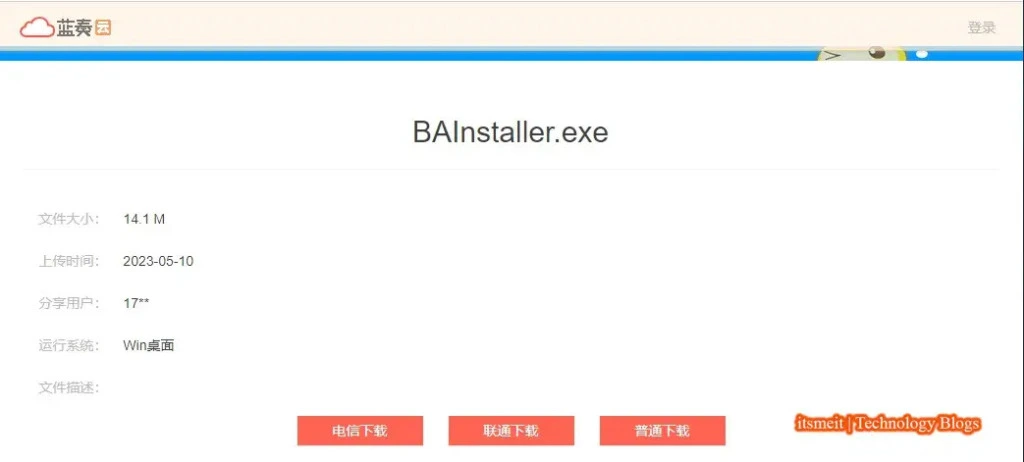 蓝奏云
登录
BAInstaller.exe
文件大小： 14.1 M
上传时间： 2023-05-10
分享用户： 17**
运行系统： Win桌面
文件描述：
电信下载 联通下载 普通下载
itsmeit | Technology Blogs